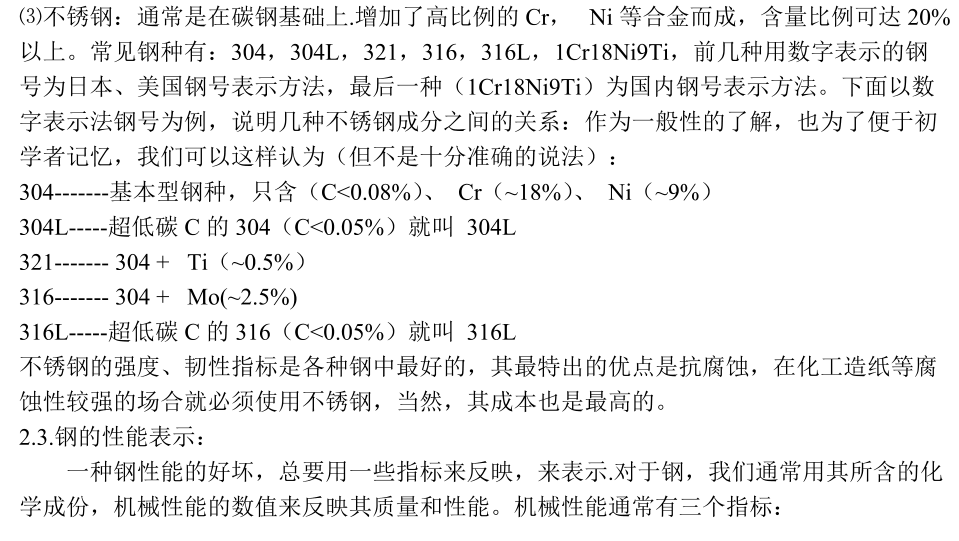 ⑶不锈钢：通常是在碳钢基础上.增加了高比例的 Cr， Ni 等合金而成，含量比例可达 20%
以上。常见钢种有：304，304L，321，316，316L，1Cr18Ni9Ti，前几种用数字表示的钢
号为日本、美国钢号表示方法，最后一种（1Cr18Ni9Ti）为国内钢号表示方法。下面以数
字表示法钢号为例，说明几种不锈钢成分之间的关系：作为一般性的了解，也为了便于初
学者记忆，我们可以这样认为（但不是十分准确的说法）：
304-------基本型钢种，只含（C<0.08%）、 Cr（~18%）、 Ni（~9%）
304L-----超低碳 C 的 304（C<0.05%）就叫 304L
321------- 304 + Ti（~0.5%）
316------- 304 + Mo(~2.5%)
316L-----超低碳 C 的 316（C<0.05%）就叫 316L
不锈钢的强度、韧性指标是各种钢中最好的，其最特出的优点是抗腐蚀，在化工造纸等腐
蚀性较强的场合就必须使用不锈钢，当然，其成本也是最高的。
2.3.钢的性能表示：
一种钢性能的好坏，总要用一些指标来反映，来表示.对于钢，我们通常用其所含的化
学成份，机械性能的数值来反映其质量和性能。机械性能通常有三个指标：